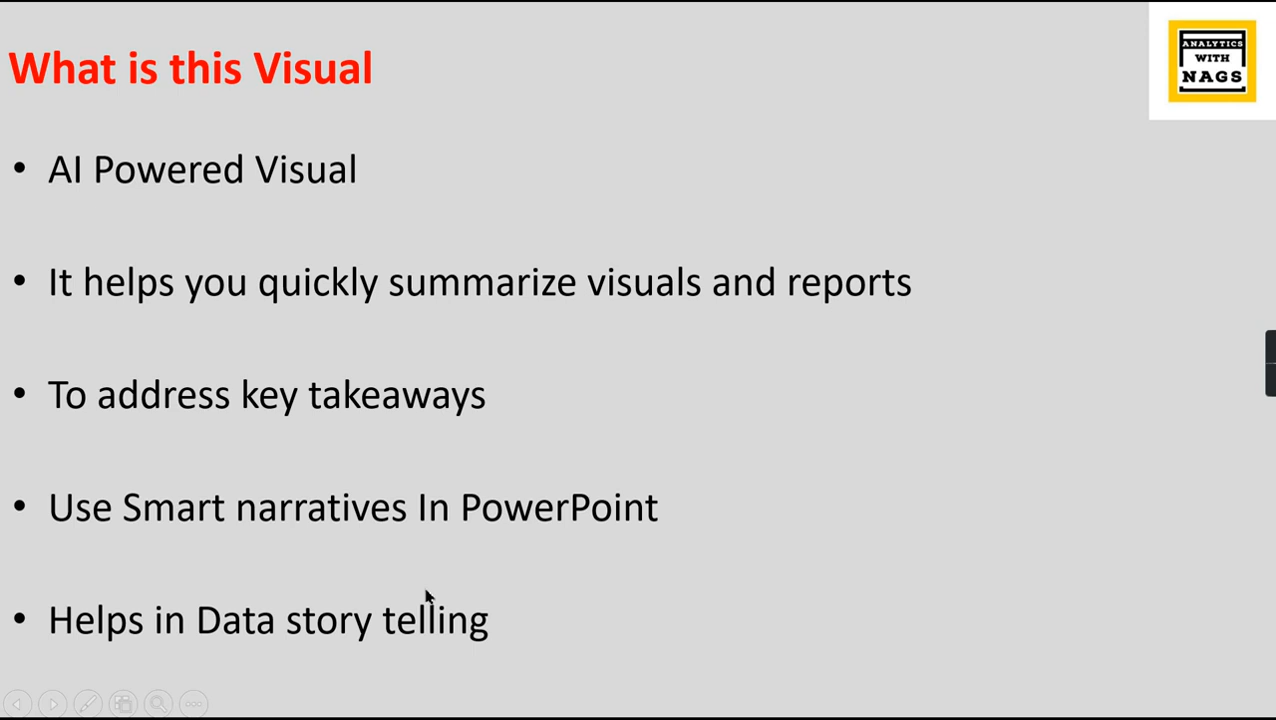 What is this Visual
ANALYTICS
WITH
NAGS
• AI Powered Visual
• It helps you quickly summarize visuals and reports
• To address key takeaways
• Use Smart narratives In PowerPoint
• Helps in Data story telling